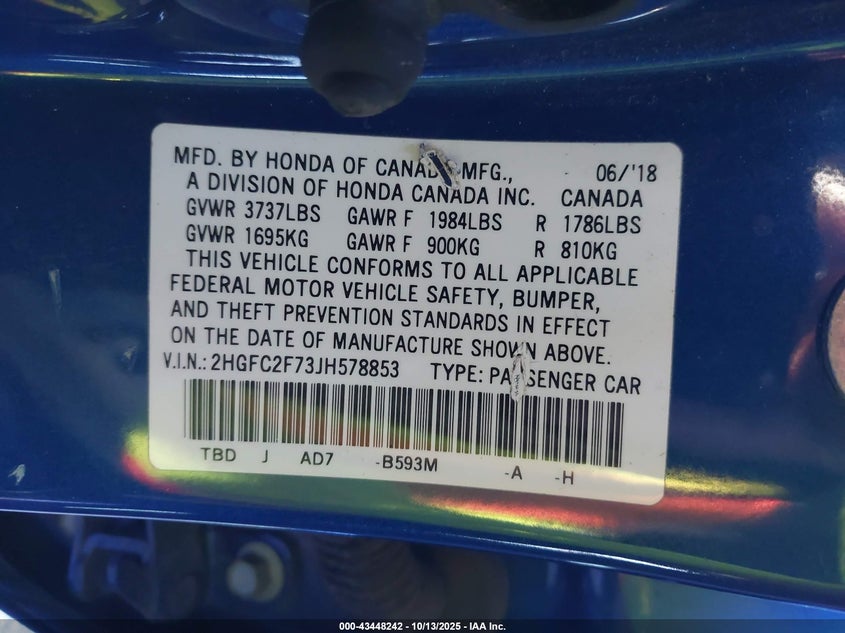 MFD. BY HONDA OF CANADA MFG., 06/'18
A DIVISION OF HONDA CANADA INC. CANADA
GVWR 3737LBS GAWR F 1984LBS R 1786LBS
GVWR 1695KG GAWR F 900KG R 810KG
THIS VEHICLE CONFORMS TO ALL APPLICABLE
FEDERAL MOTOR VEHICLE SAFETY, BUMPER,
AND THEFT PREVENTION STANDARDS IN EFFECT
ON THE DATE OF MANUFACTURE SHOWN ABOVE.
V.I.N.: 2HGFC2F73JH578853 TYPE: PASSENGER CAR
TBD J AD7 -B593M -A -H
000-43448242 - 10/13/2025 - IAA Inc.